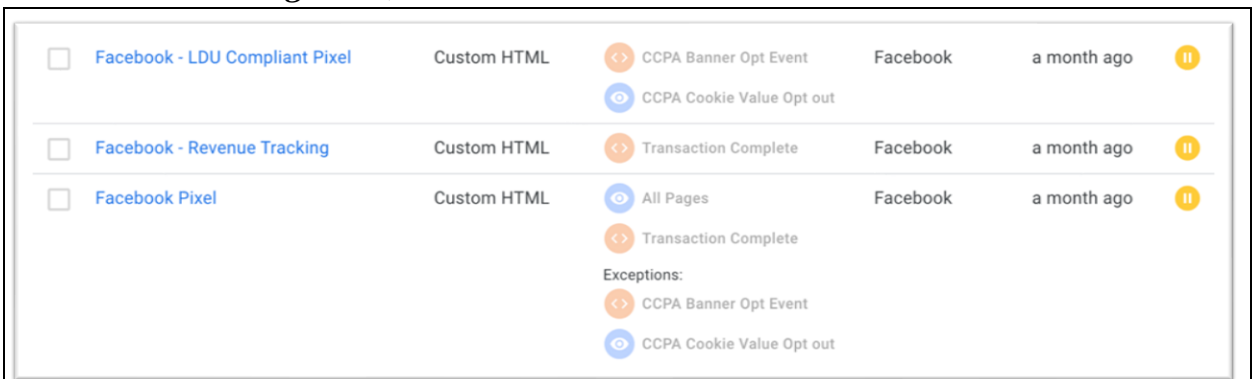 Facebook - LDU Compliant Pixel Custom HTML CCPA Banner Opt Event Facebook a month ago
CCPA Cookie Value Opt out
Facebook - Revenue Tracking Custom HTML Transaction Complete Facebook a month ago
Facebook Pixel Custom HTML All Pages Facebook a month ago
Transaction Complete
Exceptions:
CCPA Banner Opt Event
CCPA Cookie Value Opt out